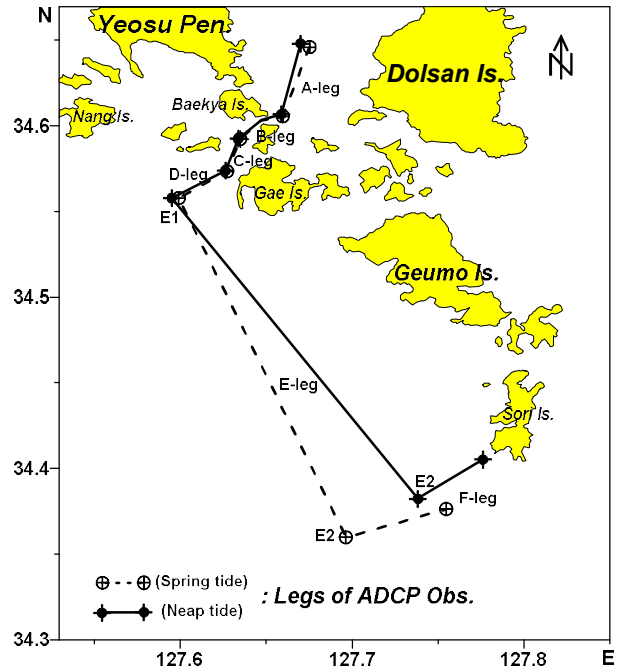 N
Yeosu Pen.
N
Dolsan Is.
A-leg
Baekya Is.
Nang Is.
34.6
B-leg
C-leg
D-leg
Gae Is.
E1
Geumo Is.
34.5
E-leg
Sori Is.
34.4
E2
F-leg
E2
(Spring tide)
: Legs of ADCP Obs.
(Neap tide)
34.3
127.6
127.7
127.8
E